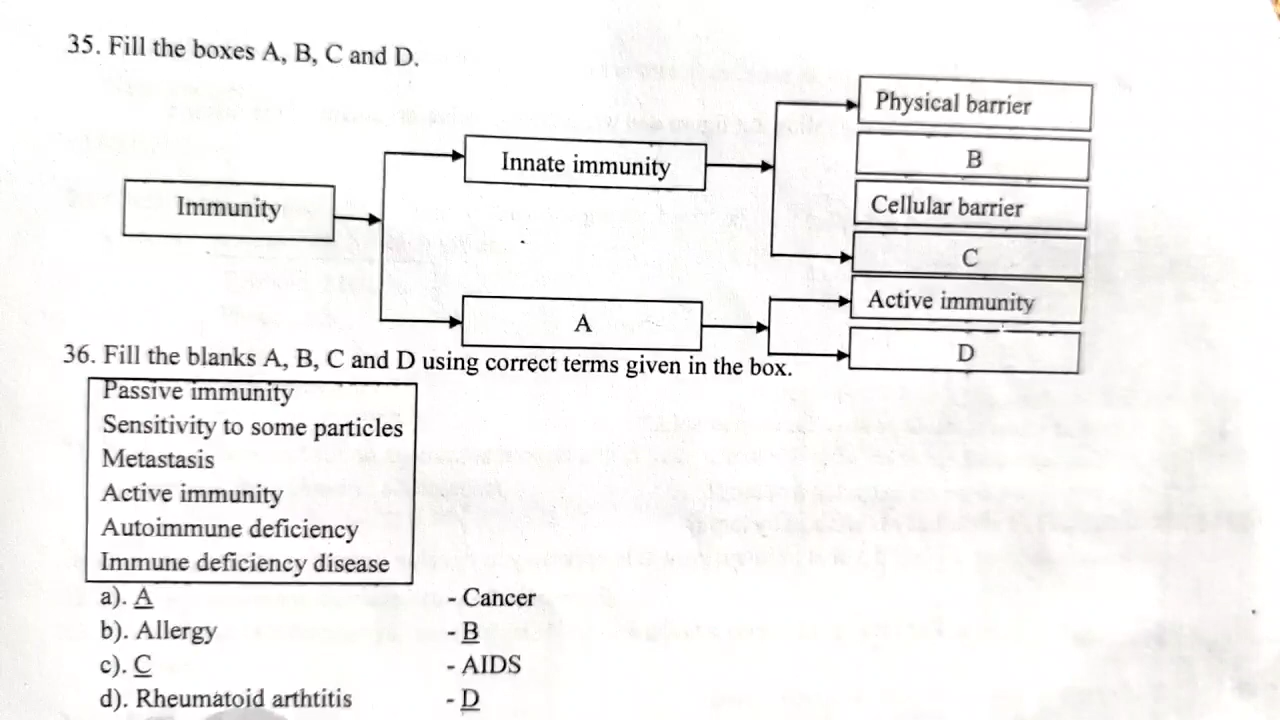 35. Fill the boxes A, B, C and D.
Physical barrier
Innate immunity
B
Immunity
Cellular barrier
C
Active immunity
A
D
36. Fill the blanks A, B, C and D using correct terms given in the box.
Passive immunity
Sensitivity to some particles
Metastasis
Active immunity
Autoimmune deficiency
Immune deficiency disease
a). A - Cancer
b). Allergy - B
c). C - AIDS
d). Rheumatoid arthtitis - D